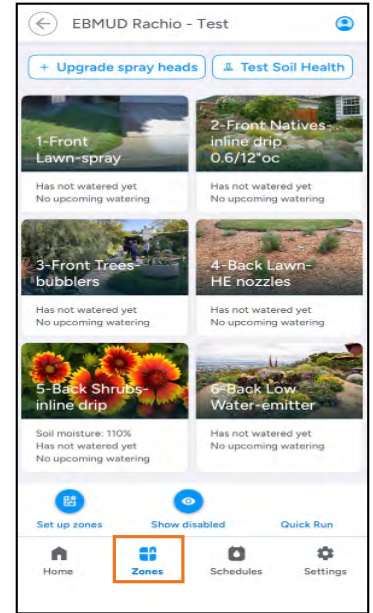 EBMUD Rachio - Test
+ Upgrade spray heads
Test Soil Health
1-Front
Lawn-spray
Has not watered yet
No upcoming watering
2-Front Natives-
inline drip
0.6/12"oc
Has not watered yet
No upcoming watering
3-Front Trees-
bubblers
Has not watered yet
No upcoming watering
4-Back Lawn-
HE nozzles
Has not watered yet
No upcoming watering
5-Back Shrubs-
inline drip
Soil moisture: 110%
Has not watered yet
No upcoming watering
6-Back Low
Water-emitter
Has not watered yet
No upcoming watering
Set up zones
Show disabled
Quick Run
Home
Zones
Schedules
Settings